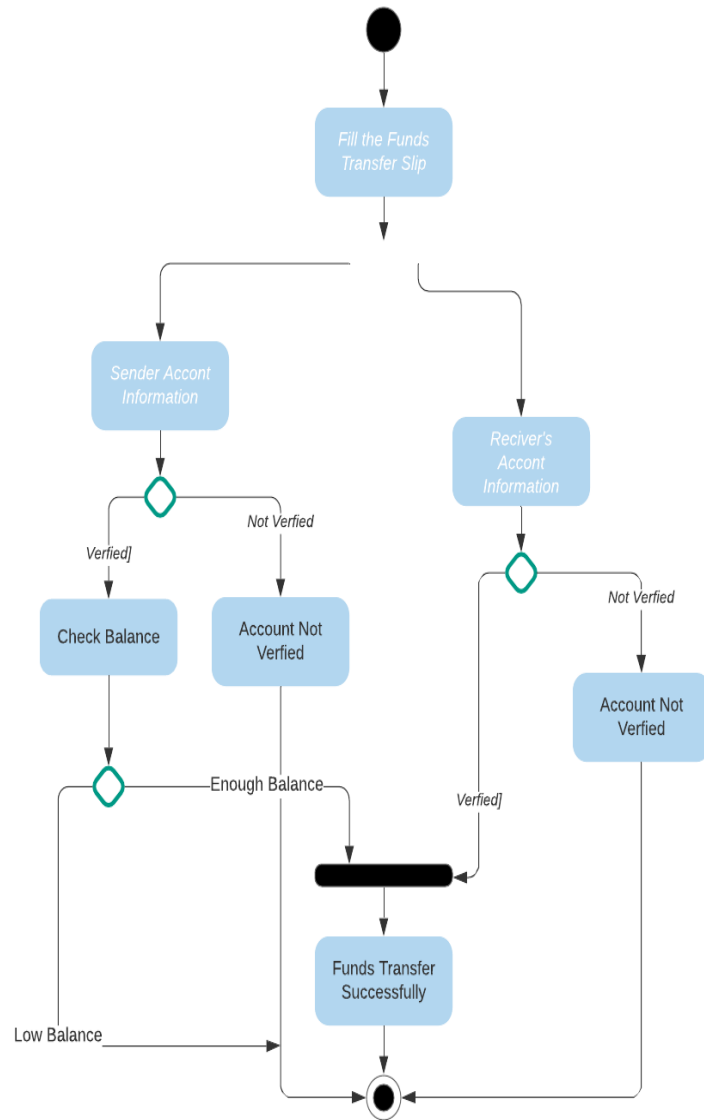 Fill the Funds
Transfer Slip
Sender Accont
Information
Reciver's
Accont
Information
Not Verfied
Verfied]
Not Verfied
Check Balance
Account Not
Verfied
Account Not
Verfied
Enough Balance
Verfied]
Funds Transfer
Successfully
Low Balance